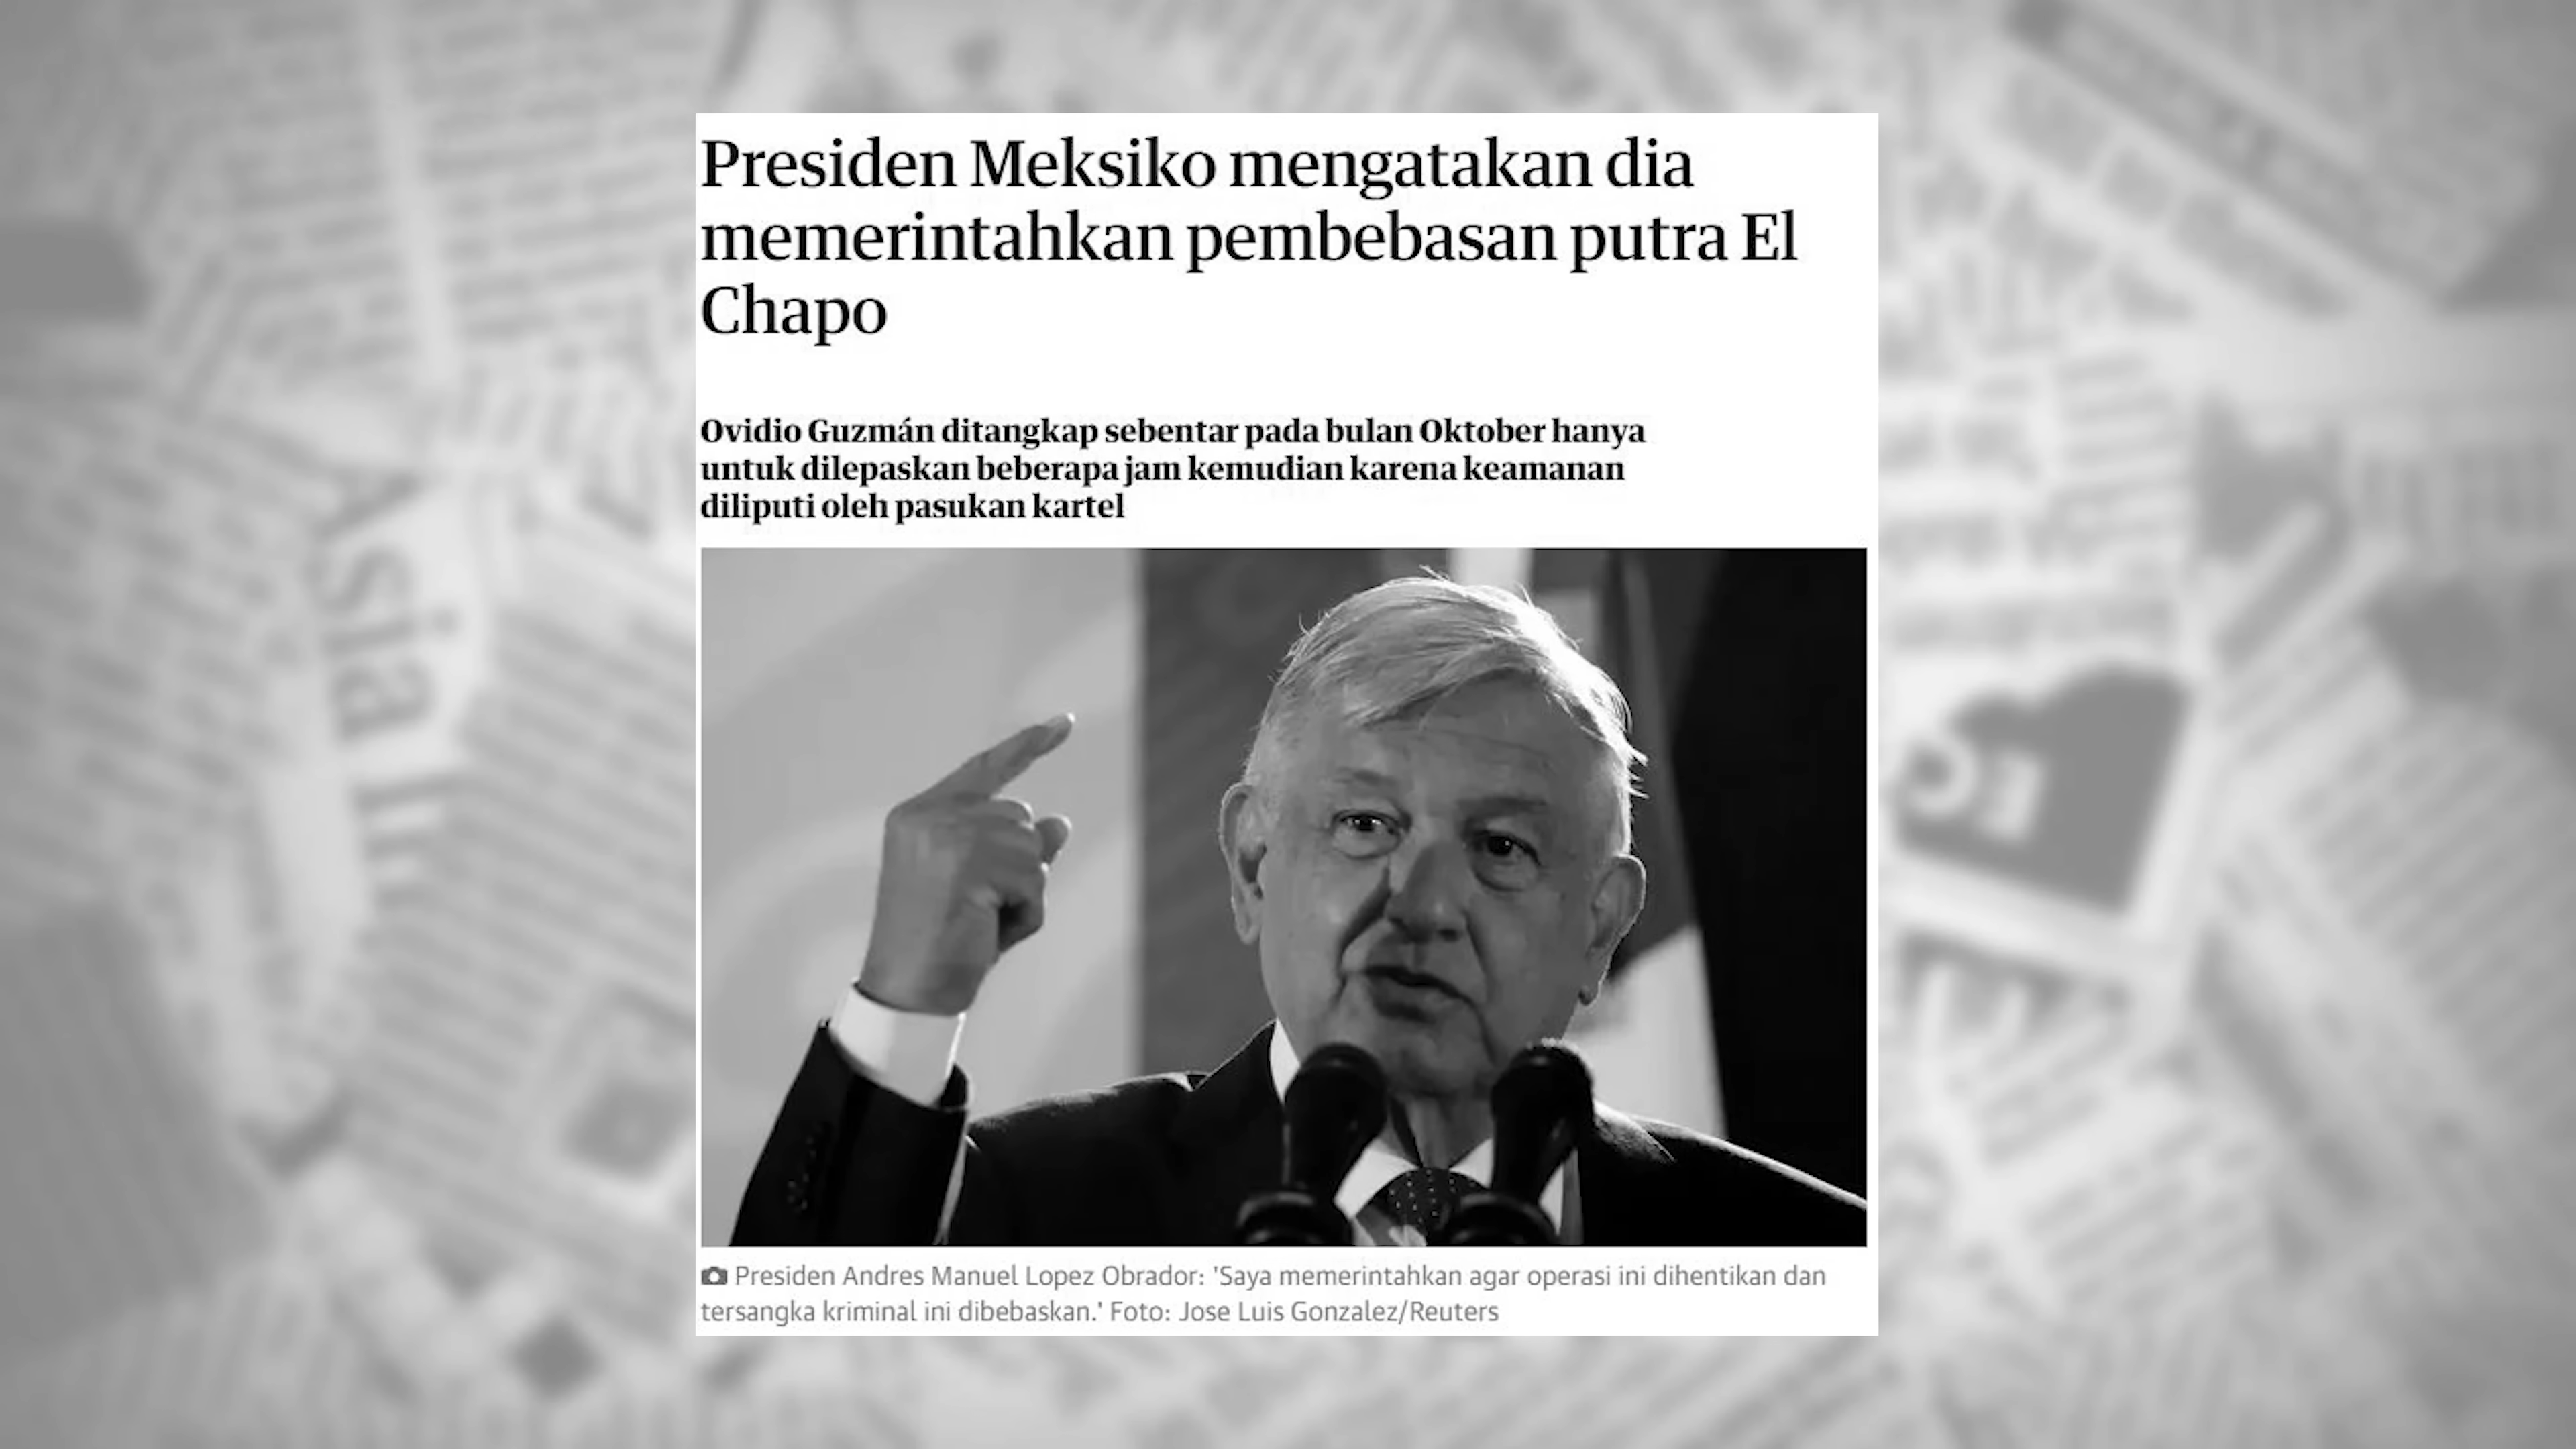 Presiden Meksiko mengatakan dia
memerintahkan pembebasan putra El
Chapo
Ovidio Guzmán ditangkap sebentar pada bulan Oktober hanya
untuk dilepaskan beberapa jam kemudian karena keamanan
diliputi oleh pasukan kartel
Presiden Andres Manuel Lopez Obrador: 'Saya memerintahkan agar operasi ini dihentikan dan
tersangka kriminal ini dibebaskan.' Foto: Jose Luis Gonzalez/Reuters